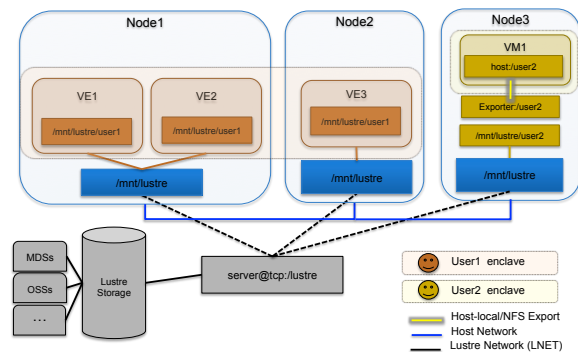 Node1
Node2
Node3
VE1
VE2
VE3
VM1
host:/user2
/mnt/lustre/user1
/mnt/lustre/user1
/mnt/lustre/user1
Exporter:/user2
/mnt/lustre/user2
/mnt/lustre
/mnt/lustre
/mnt/lustre
MDSs
OSSs
...
Lustre
Storage
server@tcp:/lustre
User1 enclave
User2 enclave
Host-local/NFS Export
Host Network
Lustre Network (LNET)